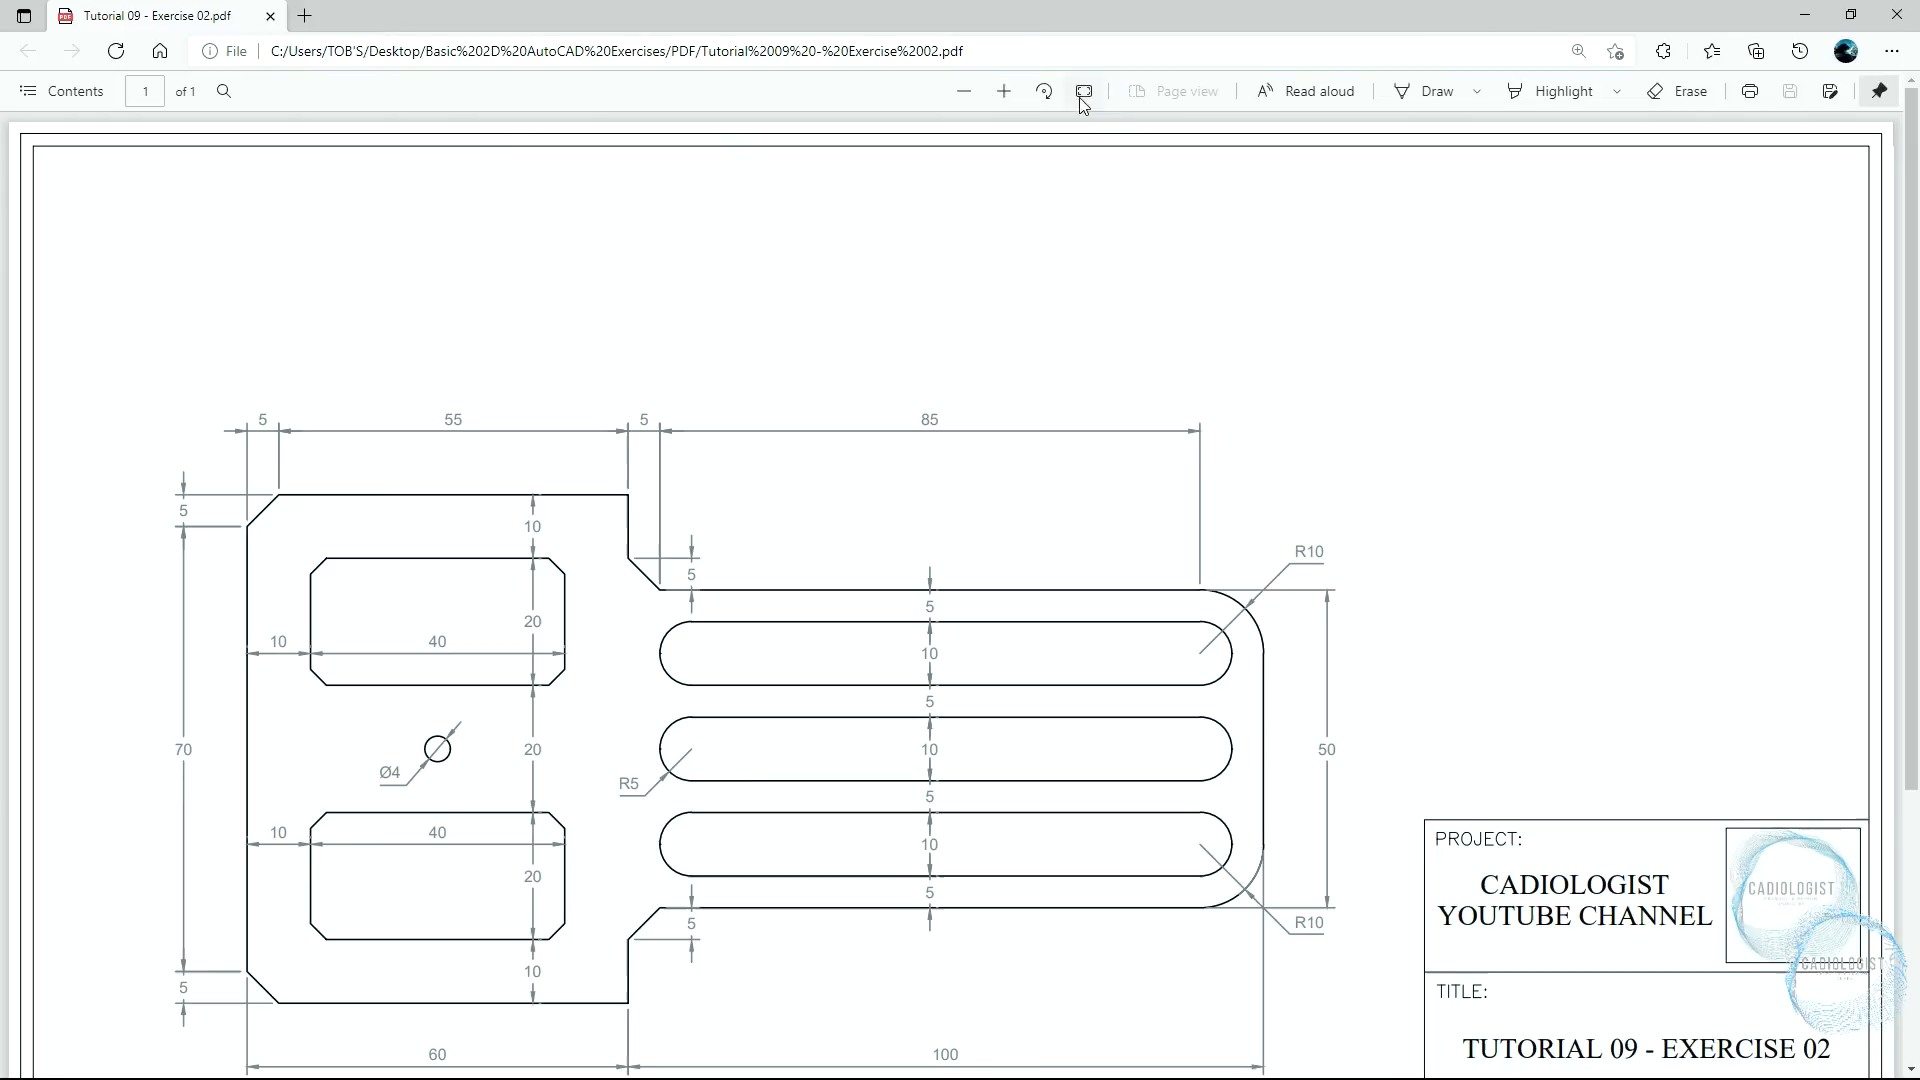 Tutorial 09 - Exercise 02.pdf
File C:/Users/TOB'S/Desktop/Basic%202D%20AutoCAD%20Exercises/PDF/Tutorial%2009%20-%20Exercise%2002.pdf
Contents 1 of 1 Page view Read aloud Draw Highlight Erase
5 55 5 85
5
10
R10
5
5
20
10 40
10
5
70
20
10
50
Ø4
R5
5
10 40
10
20
5
5
R10
10
5
60 100
PROJECT:
CADIOLOGIST
YOUTUBE CHANNEL
CADIOLOGIST
CADIOLOGIST
TITLE:
TUTORIAL 09 - EXERCISE 02